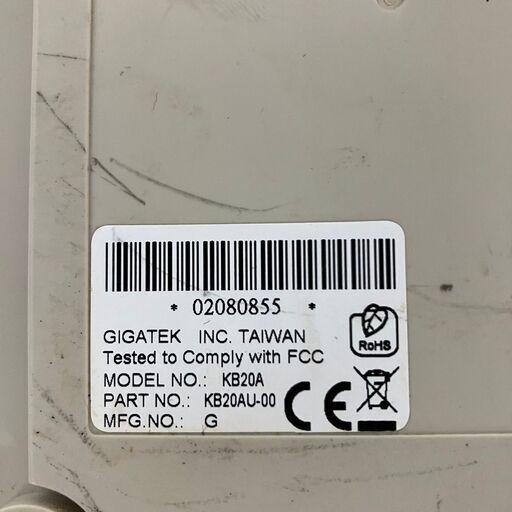 * 02080855 *
GIGATEK INC. TAIWAN
Tested to Comply with FCC
MODEL NO.: KB20A
PART NO.: KB20AU-00
MFG.NO.: G
RoHS
CE